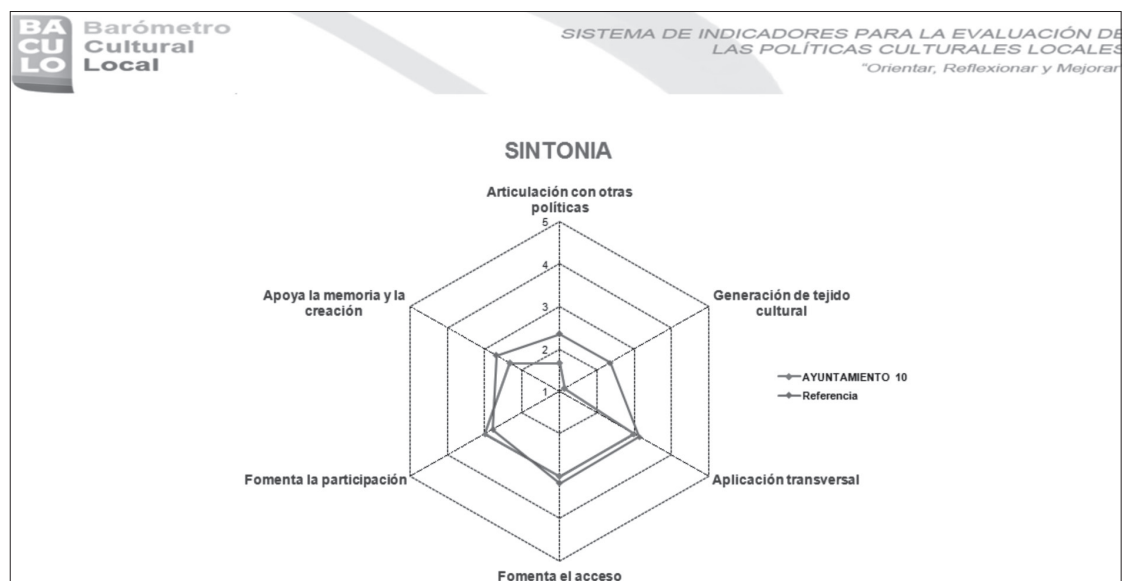 BÁ
CU
LO
Barómetro
Cultural
Local
SISTEMA DE INDICADORES PARA LA EVALUACIÓN DE
LAS POLÍTICAS CULTURALES LOCALES
"Orientar, Reflexionar y Mejorar"
SINTONIA
Articulación con otras
políticas
5
4
3
2
1
Apoya la memoria y la
creación
Generación de tejido
cultural
AYUNTAMIENTO 10
Referencia
Fomenta la participación
Aplicación transversal
Fomenta el acceso